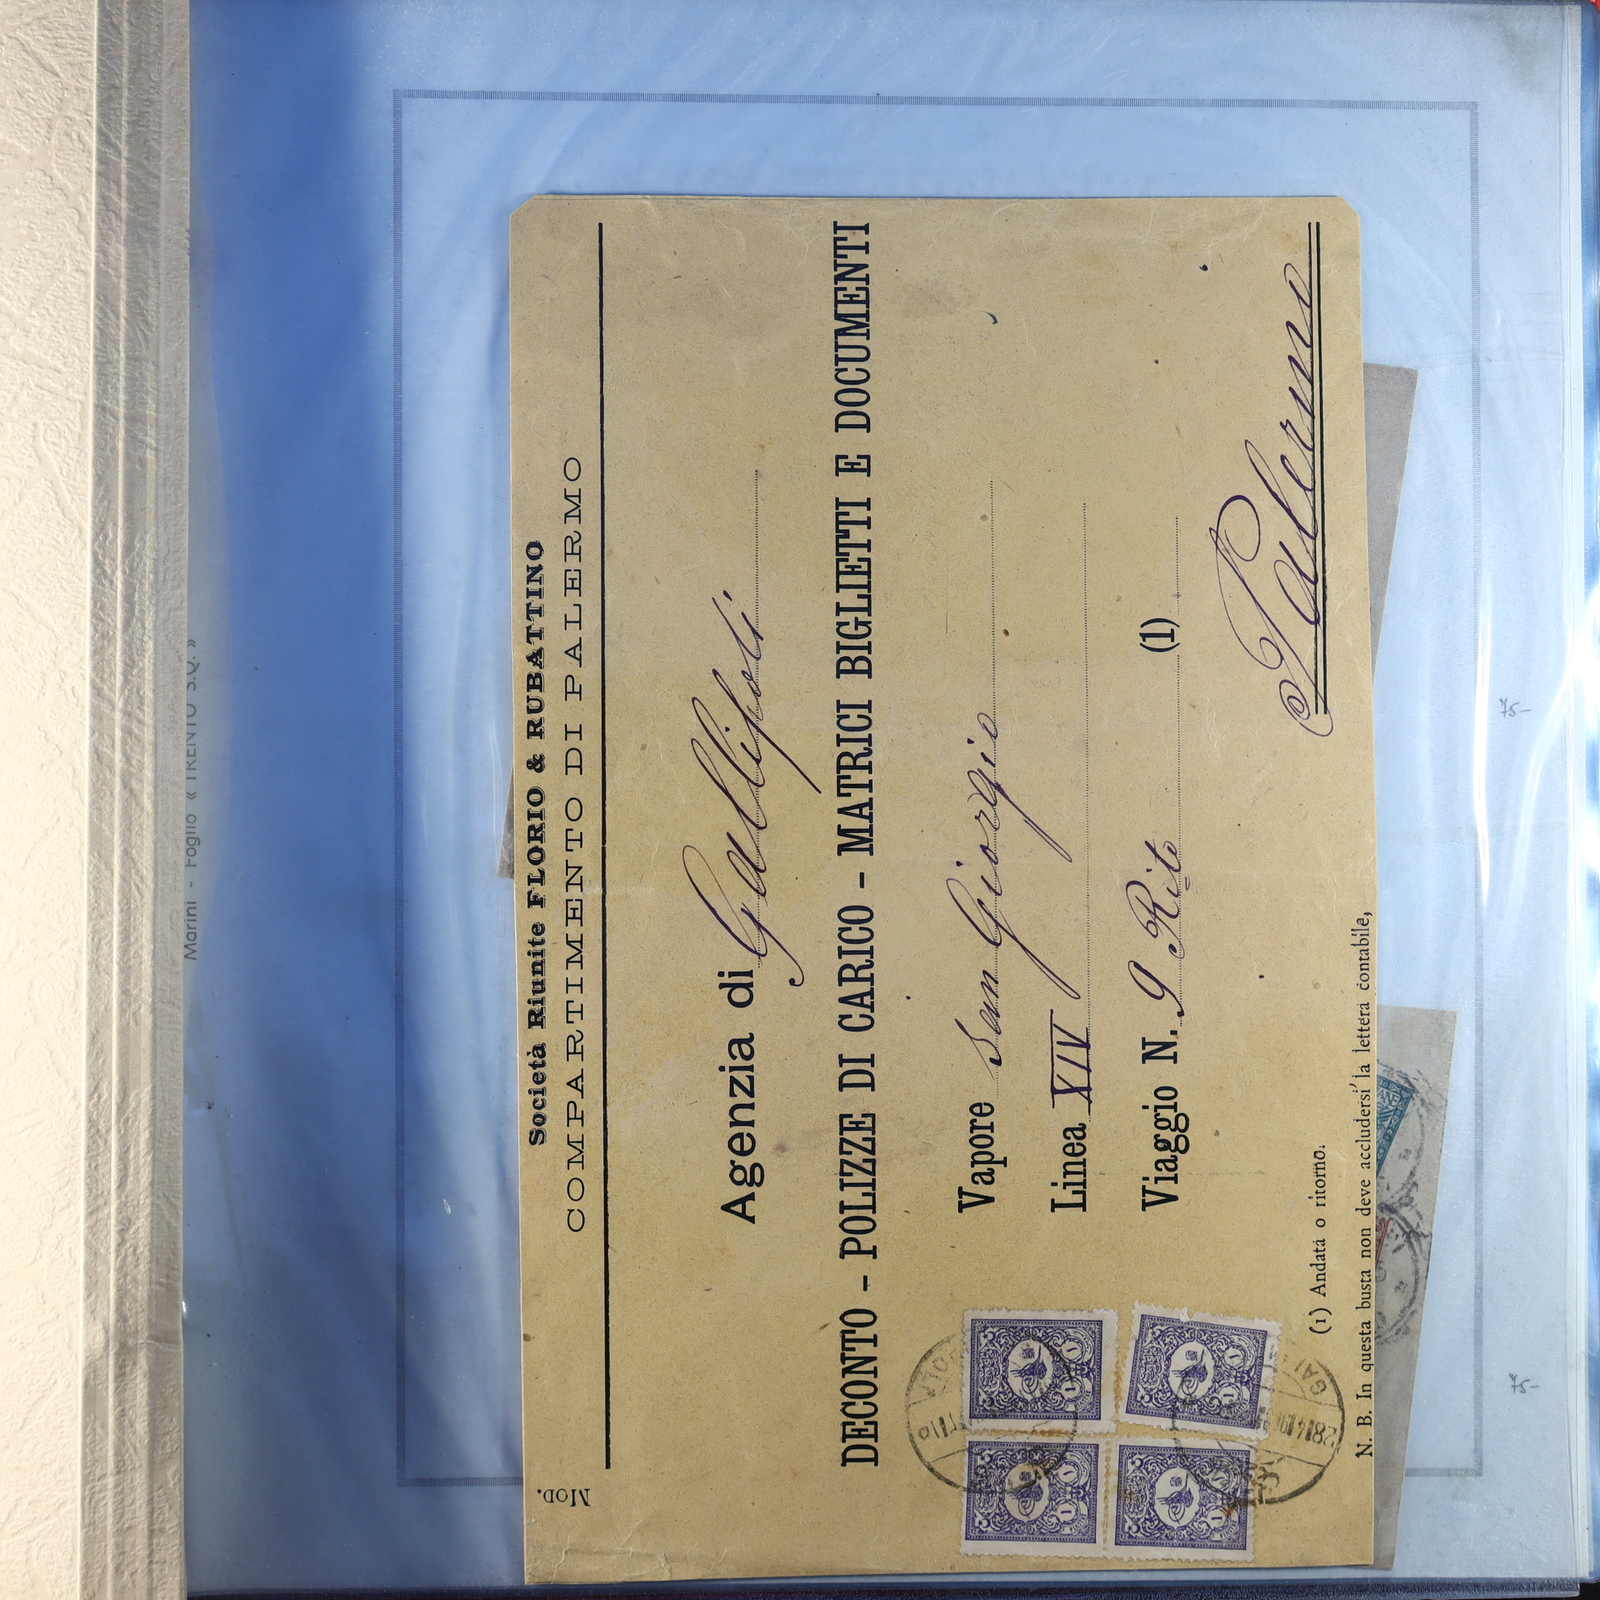 Mod.
Società Riunite FLORIO & RUBATTINO
COMPARTIMENTO DI PALERMO
Agenzia di Gallipoli
DECONTO - POLIZZE DI CARICO - MATRICI BIGLIETTI E DOCUMENTI
Vapore San Giorgio
Linea XIV
Viaggio N. 9 Rite (1)
Palermo
(1) Andata o ritorno.
N. B. In questa busta non deve accludersi la lettera contabile,
Marini - Foglio « TRENTO S.Q. »
75-
75-